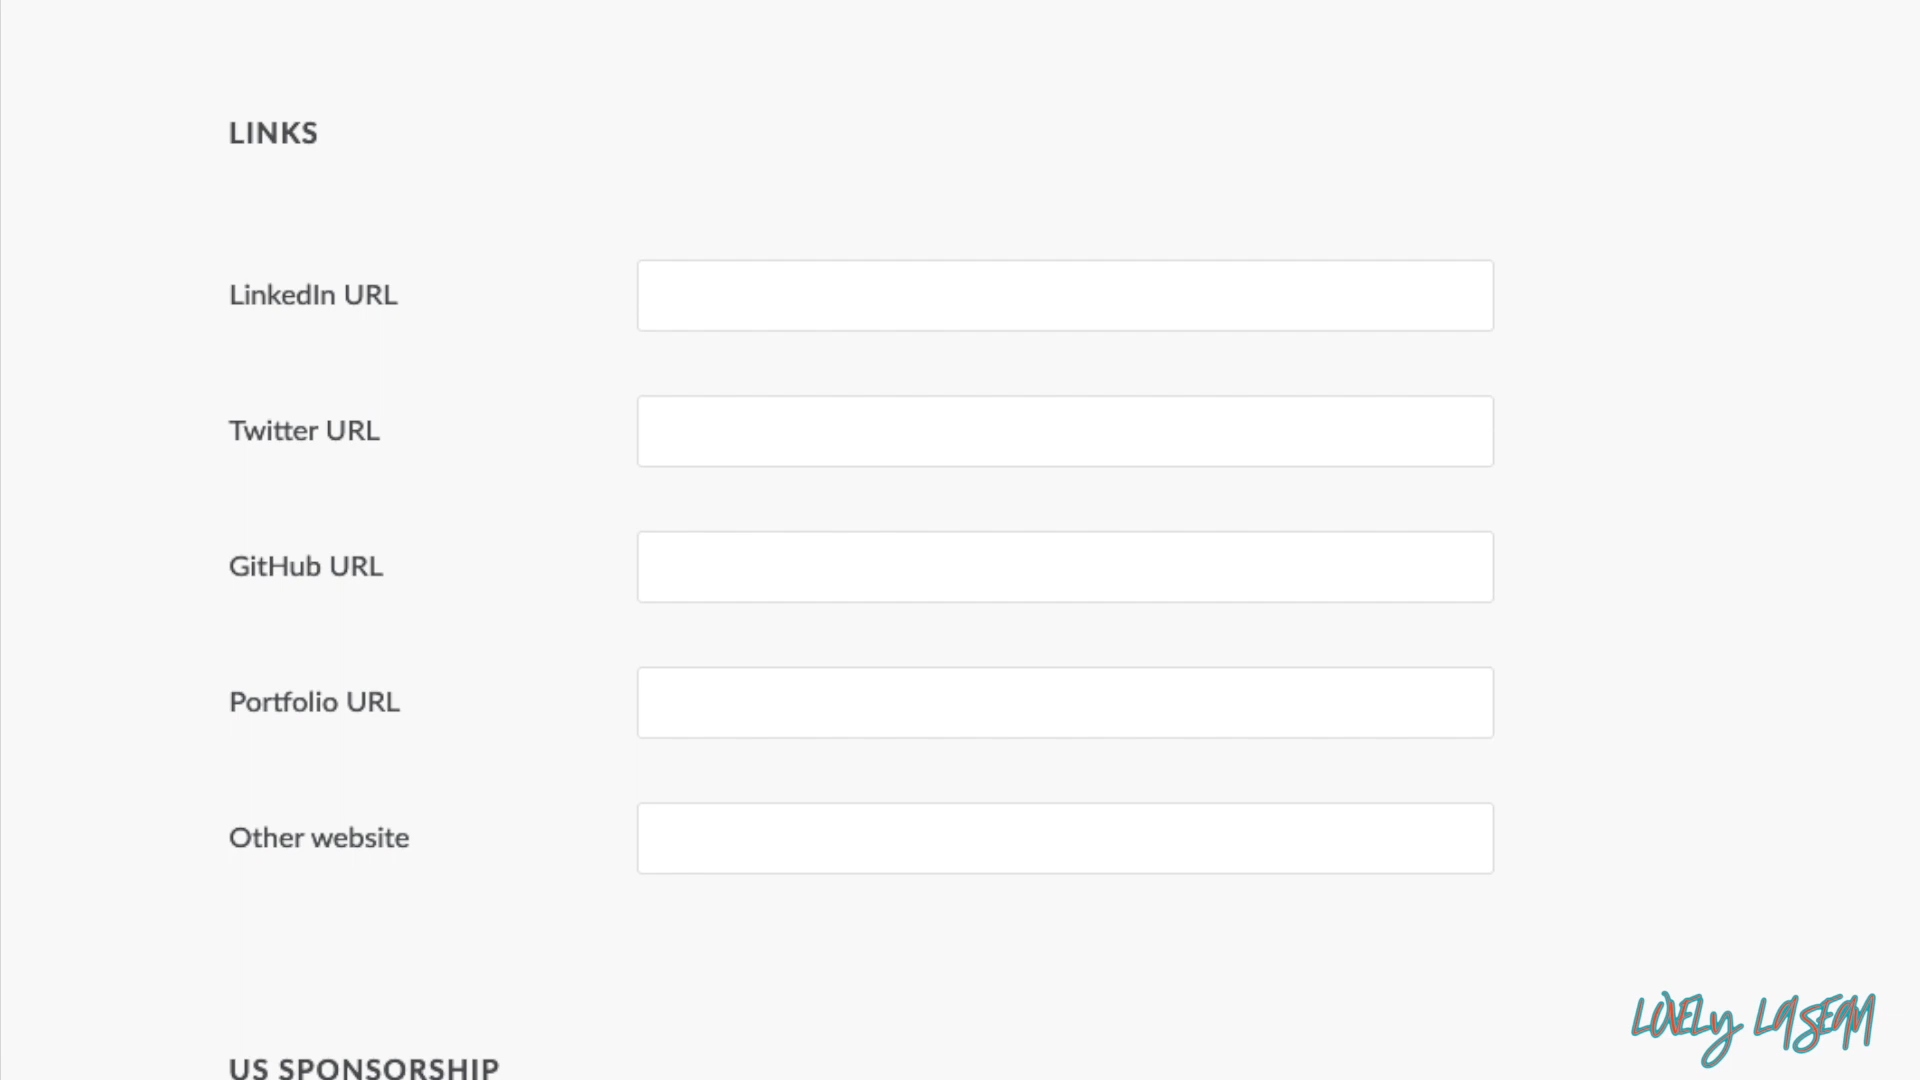 LINKS
LinkedIn URL
Twitter URL
GitHub URL
Portfolio URL
Other website
US SPONSORSHIP
LOVELY LASEAN